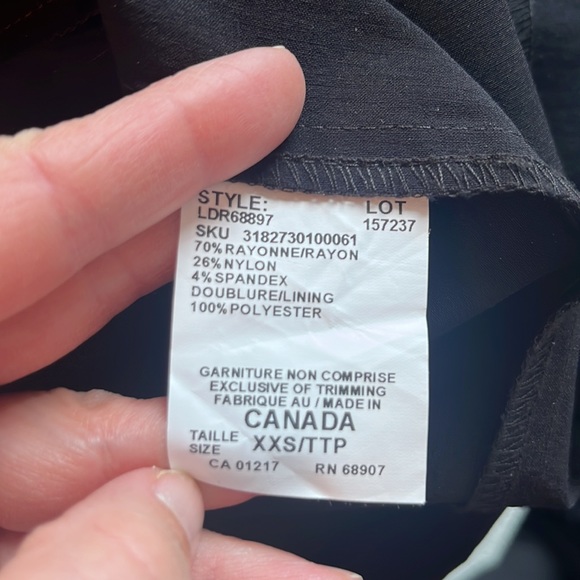 STYLE: LOT
LDR68897 157237
SKU 3182730100061
70% RAYONNE/RAYON
26% NYLON
4% SPANDEX
DOUBLURE/LINING
100% POLYESTER
GARNITURE NON COMPRISE
EXCLUSIVE OF TRIMMING
FABRIQUE AU / MADE IN
CANADA
TAILLE XXS/TTP
SIZE
CA 01217 RN 68907